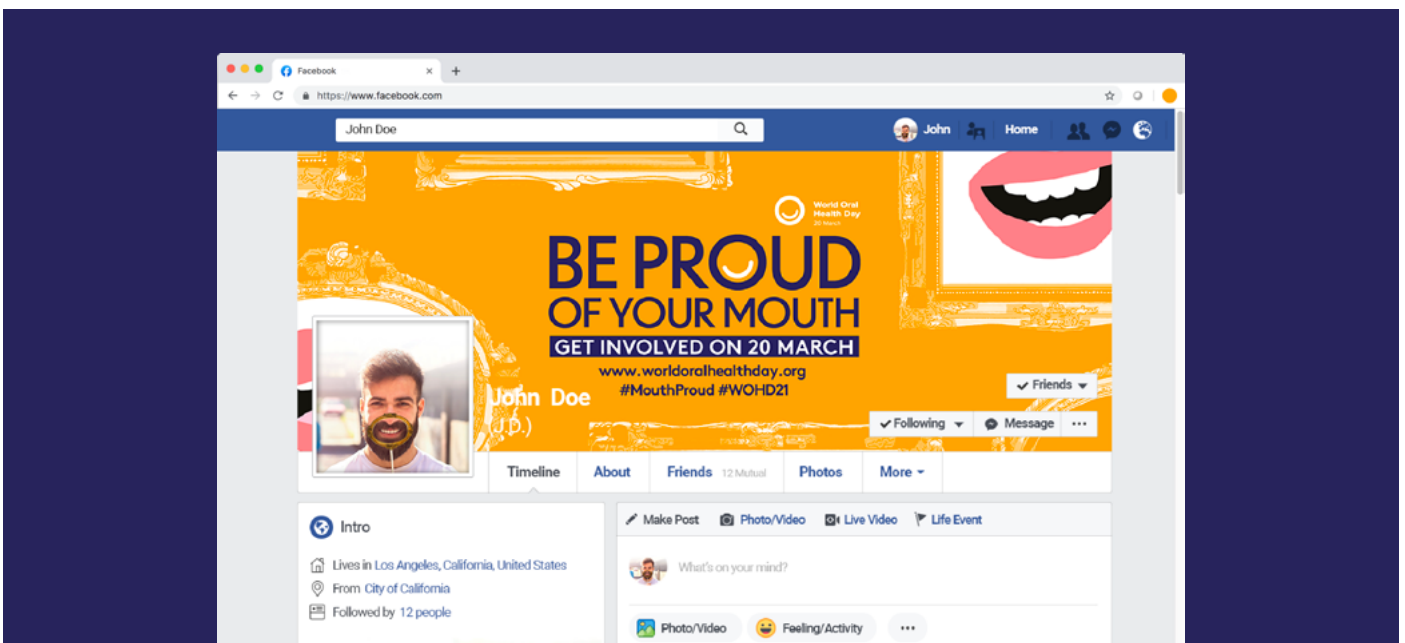 Facebook
https://www.facebook.com
John Doe
John
Home
World Oral
Health Day
20 March
BE PROUD
OF YOUR MOUTH
GET INVOLVED ON 20 MARCH
www.worldoralhealthday.org
#MouthProud #WOHD21
John Doe
(J.D.)
Friends
Following
Message
Timeline
About
Friends 12 Mutual
Photos
More
Intro
Lives in Los Angeles, California, United States
From City of California
Followed by 12 people
Make Post
Photo/Video
Live Video
Life Event
What's on your mind?
Photo/Video
Feeling/Activity